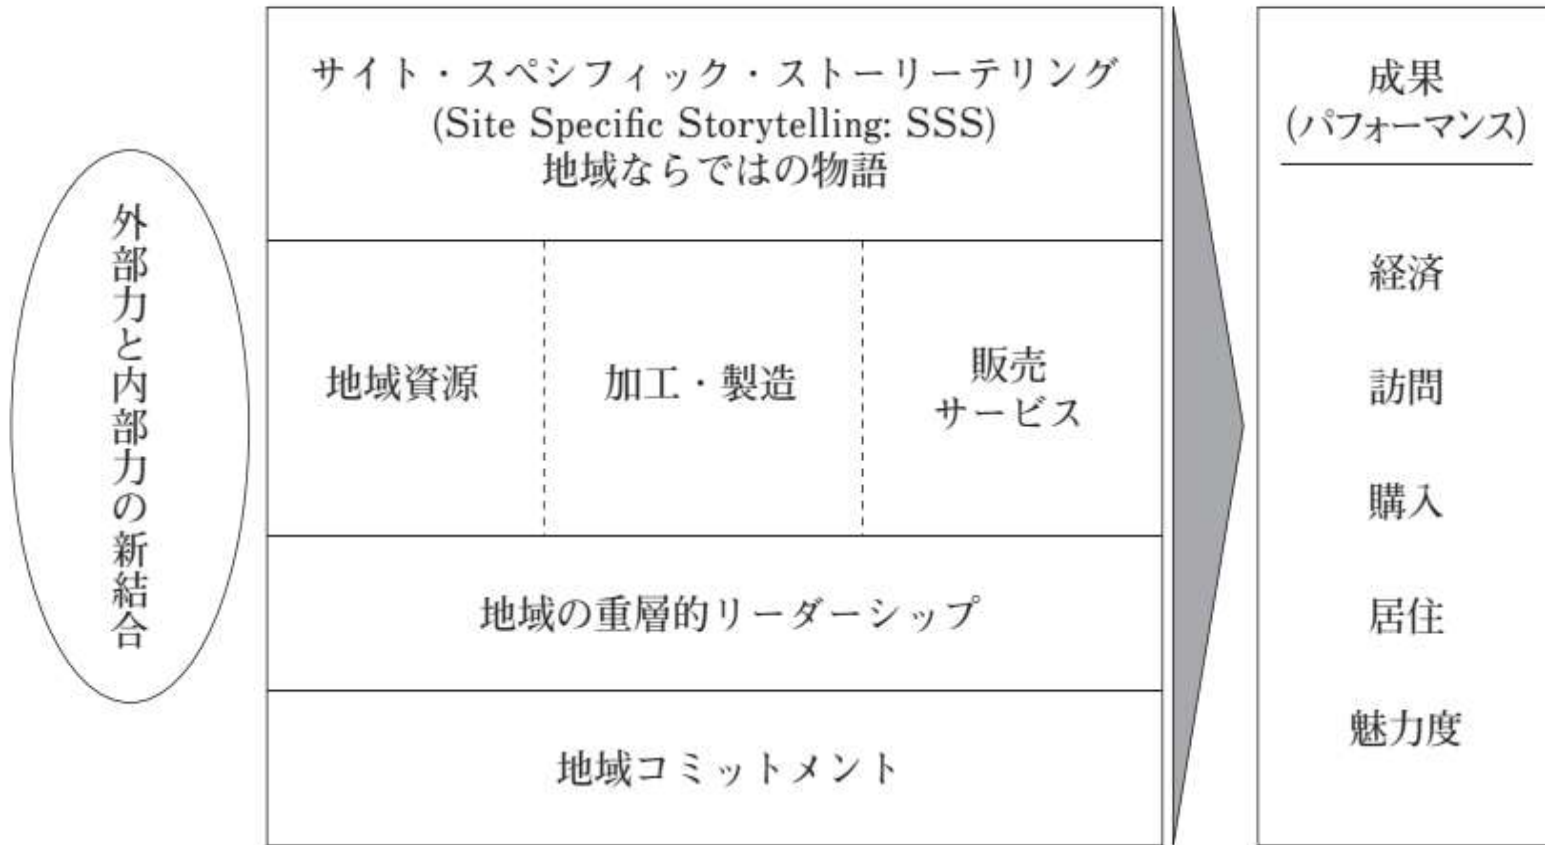 外部力と内部力の新結合
サイト・スペシフィック・ストーリーテリング
(Site Specific Storytelling: SSS)
地域ならではの物語
地域資源
加工・製造
販売
サービス
地域の重層的リーダーシップ
地域コミットメント
成果
(パフォーマンス)
経済
訪問
購入
居住
魅力度